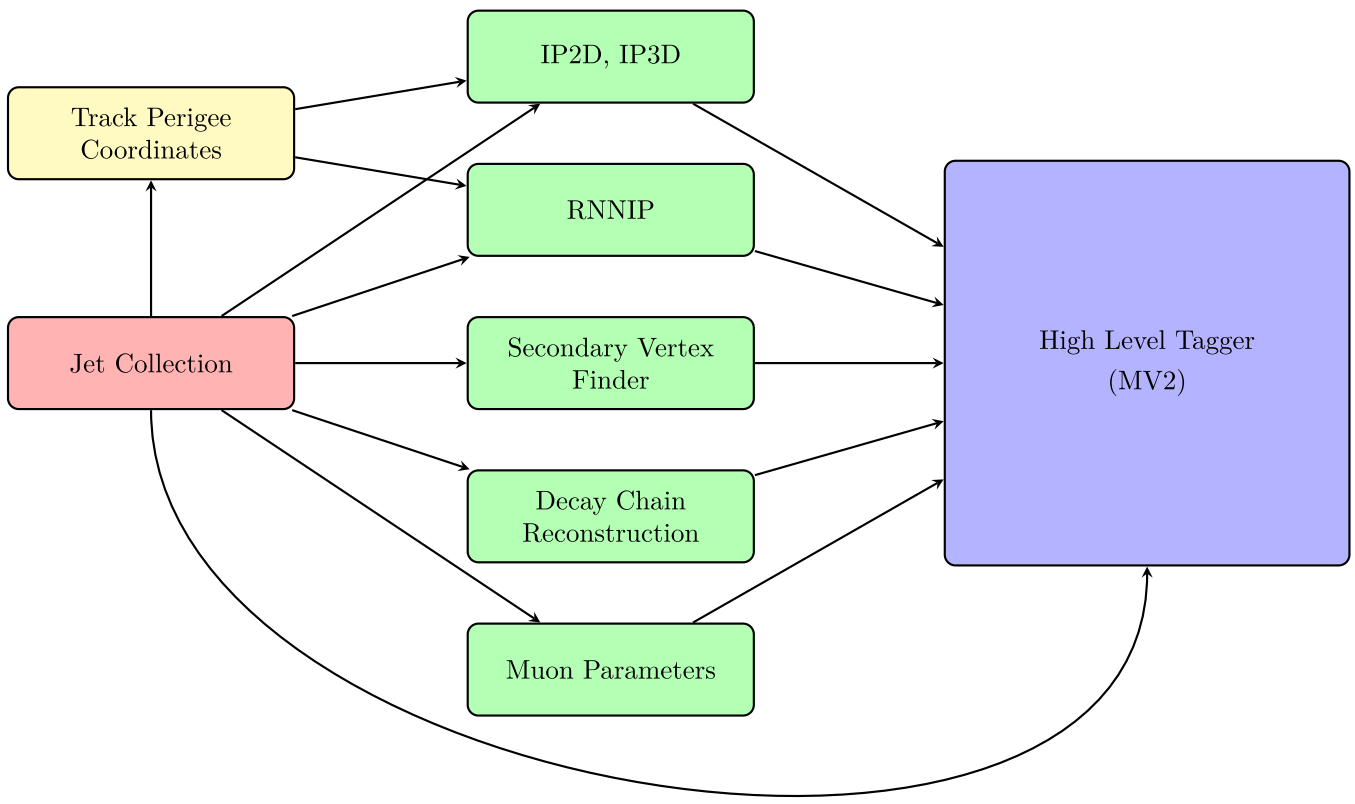 IP2D, IP3D
Track Perigee
Coordinates
RNNIP
Jet Collection
Secondary Vertex
Finder
High Level Tagger
(MV2)
Decay Chain
Reconstruction
Muon Parameters